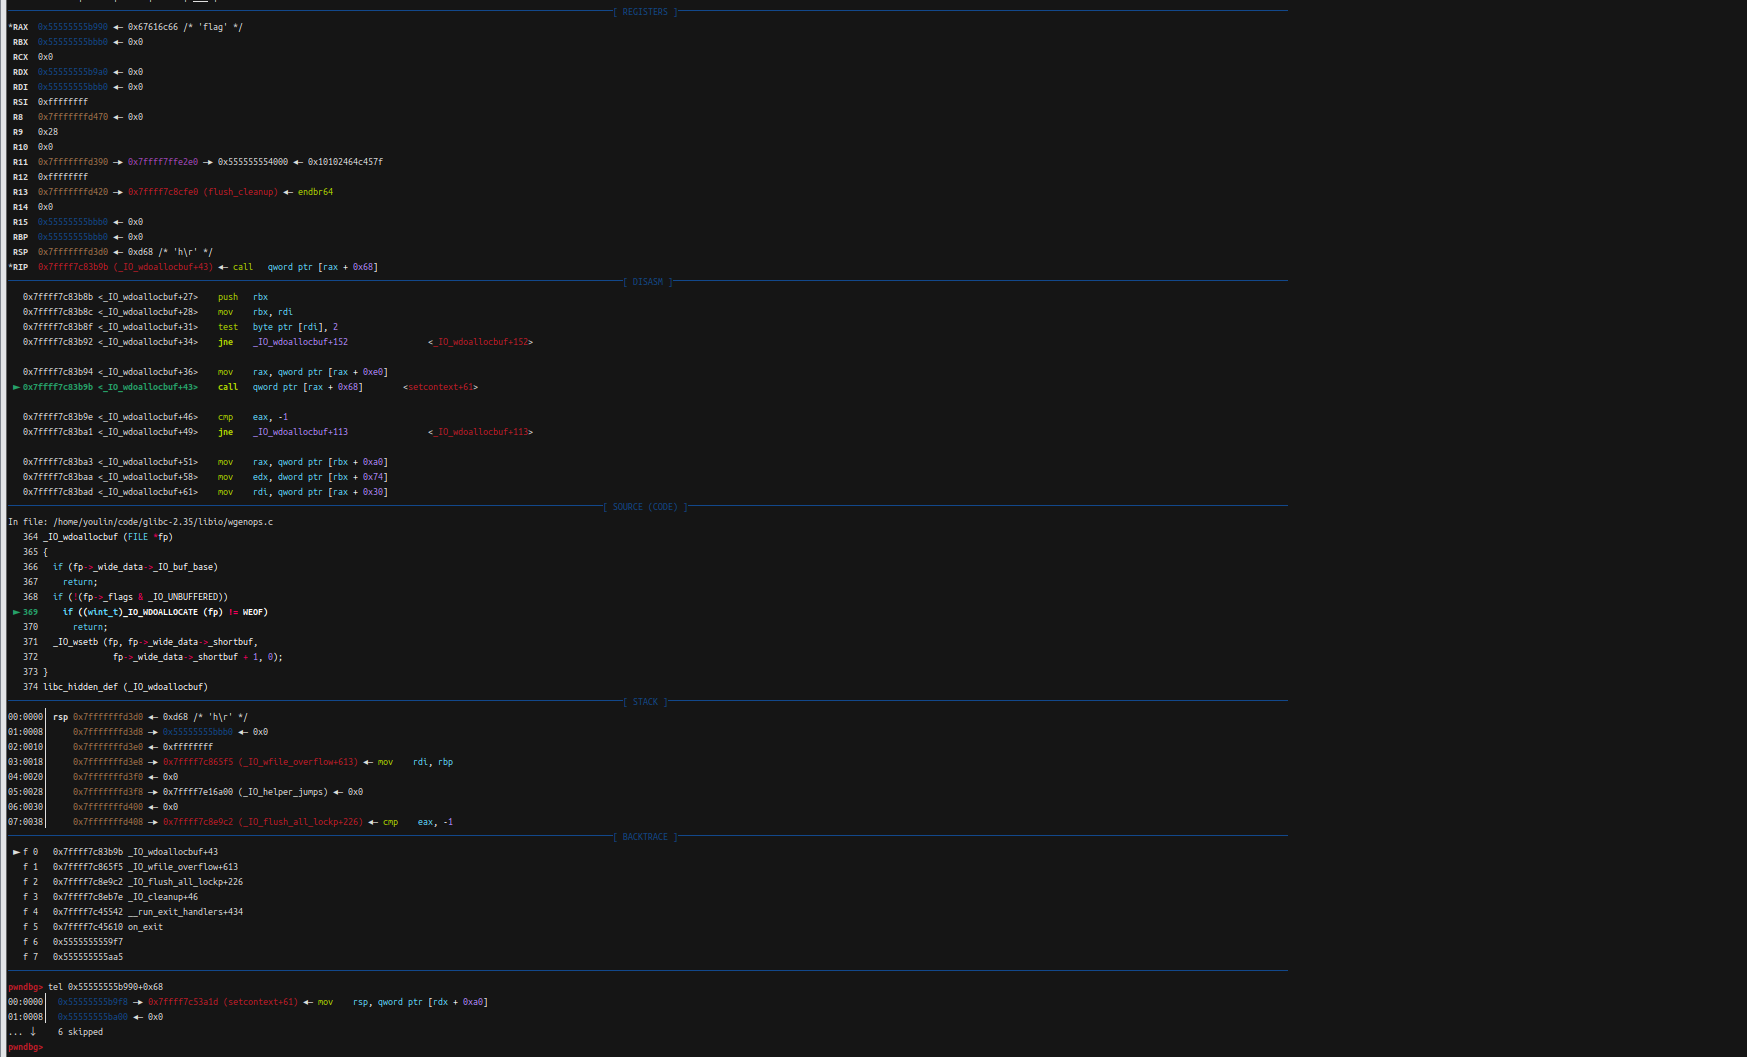 [ REGISTERS ]
*RAX  0x55555555b990 ◂— 0x67616c66 /* 'flag' */
 RBX  0x55555555bbb0 ◂— 0x0
 RCX  0x0
 RDX  0x55555555b9a0 ◂— 0x0
 RDI  0x55555555bbb0 ◂— 0x0
 RSI  0xffffffff
 R8   0x7fffffffd470 ◂— 0x0
 R9   0x28
 R10  0x0
 R11  0x7fffffffd390 —▸ 0x7ffff7ffe2e0 —▸ 0x555555554000 ◂— 0x10102464c457f
 R12  0xffffffff
 R13  0x7fffffffd420 —▸ 0x7ffff7c8cfe0 (flush_cleanup) ◂— endbr64
 R14  0x0
 R15  0x55555555bbb0 ◂— 0x0
 RBP  0x55555555bbb0 ◂— 0x0
 RSP  0x7fffffffd3d0 ◂— 0xd68 /* 'h\r' */
*RIP  0x7ffff7c83b9b (_IO_wdoallocbuf+43) ◂— call   qword ptr [rax + 0x68]
[ DISASM ]
   0x7ffff7c83b8b <_IO_wdoallocbuf+27>    push   rbx
   0x7ffff7c83b8c <_IO_wdoallocbuf+28>    mov    rbx, rdi
   0x7ffff7c83b8f <_IO_wdoallocbuf+31>    test   byte ptr [rdi], 2
   0x7ffff7c83b92 <_IO_wdoallocbuf+34>    jne    _IO_wdoallocbuf+152                <_IO_wdoallocbuf+152>
   0x7ffff7c83b94 <_IO_wdoallocbuf+36>    mov    rax, qword ptr [rax + 0xe0]
 ► 0x7ffff7c83b9b <_IO_wdoallocbuf+43>    call   qword ptr [rax + 0x68]        <setcontext+61>
   0x7ffff7c83b9e <_IO_wdoallocbuf+46>    cmp    eax, -1
   0x7ffff7c83ba1 <_IO_wdoallocbuf+49>    jne    _IO_wdoallocbuf+113                <_IO_wdoallocbuf+113>
   0x7ffff7c83ba3 <_IO_wdoallocbuf+51>    mov    rax, qword ptr [rbx + 0xa0]
   0x7ffff7c83baa <_IO_wdoallocbuf+58>    mov    edx, dword ptr [rbx + 0x74]
   0x7ffff7c83bad <_IO_wdoallocbuf+61>    mov    rdi, qword ptr [rax + 0x30]
[ SOURCE (CODE) ]
In file: /home/youlin/code/glibc-2.35/libio/wgenops.c
   364 _IO_wdoallocbuf (FILE *fp)
   365 {
   366   if (fp->_wide_data->_IO_buf_base)
   367     return;
   368   if (!(fp->_flags & _IO_UNBUFFERED))
 ► 369     if ((wint_t)_IO_WDOALLOCATE (fp) != WEOF)
   370       return;
   371   _IO_wsetb (fp, fp->_wide_data->_shortbuf,
   372               fp->_wide_data->_shortbuf + 1, 0);
   373 }
   374 libc_hidden_def (_IO_wdoallocbuf)
[ STACK ]
00:0000│ rsp 0x7fffffffd3d0 ◂— 0xd68 /* 'h\r' */
01:0008│     0x7fffffffd3d8 —▸ 0x55555555bbb0 ◂— 0x0
02:0010│     0x7fffffffd3e0 ◂— 0xffffffff
03:0018│     0x7fffffffd3e8 —▸ 0x7ffff7c865f5 (_IO_wfile_overflow+613) ◂— mov    rdi, rbp
04:0020│     0x7fffffffd3f0 ◂— 0x0
05:0028│     0x7fffffffd3f8 —▸ 0x7ffff7e16a00 (_IO_helper_jumps) ◂— 0x0
06:0030│     0x7fffffffd400 ◂— 0x0
07:0038│     0x7fffffffd408 —▸ 0x7ffff7c8e9c2 (_IO_flush_all_lockp+226) ◂— cmp    eax, -1
[ BACKTRACE ]
 ► f 0   0x7ffff7c83b9b _IO_wdoallocbuf+43
   f 1   0x7ffff7c865f5 _IO_wfile_overflow+613
   f 2   0x7ffff7c8e9c2 _IO_flush_all_lockp+226
   f 3   0x7ffff7c8eb7e _IO_cleanup+46
   f 4   0x7ffff7c45542 __run_exit_handlers+434
   f 5   0x7ffff7c45610 on_exit
   f 6   0x5555555559f7
   f 7   0x555555555aa5
pwndbg> tel 0x55555555b990+0x68
00:0000│  0x55555555b9f8 —▸ 0x7ffff7c53a1d (setcontext+61) ◂— mov    rsp, qword ptr [rdx + 0xa0]
01:0008│  0x55555555ba00 ◂— 0x0
... ↓     6 skipped
pwndbg>